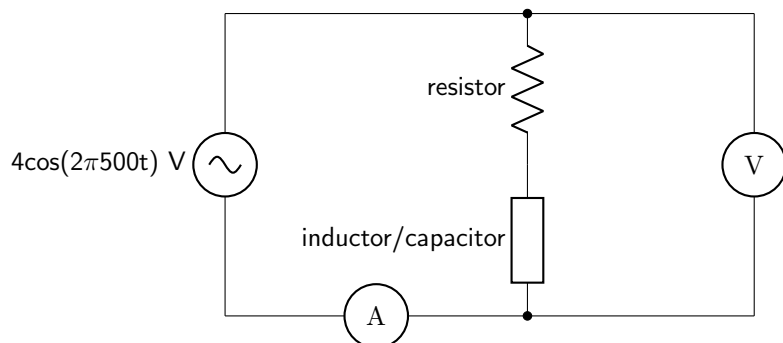 resistor
4cos(2π500t) V
V
inductor/capacitor
A